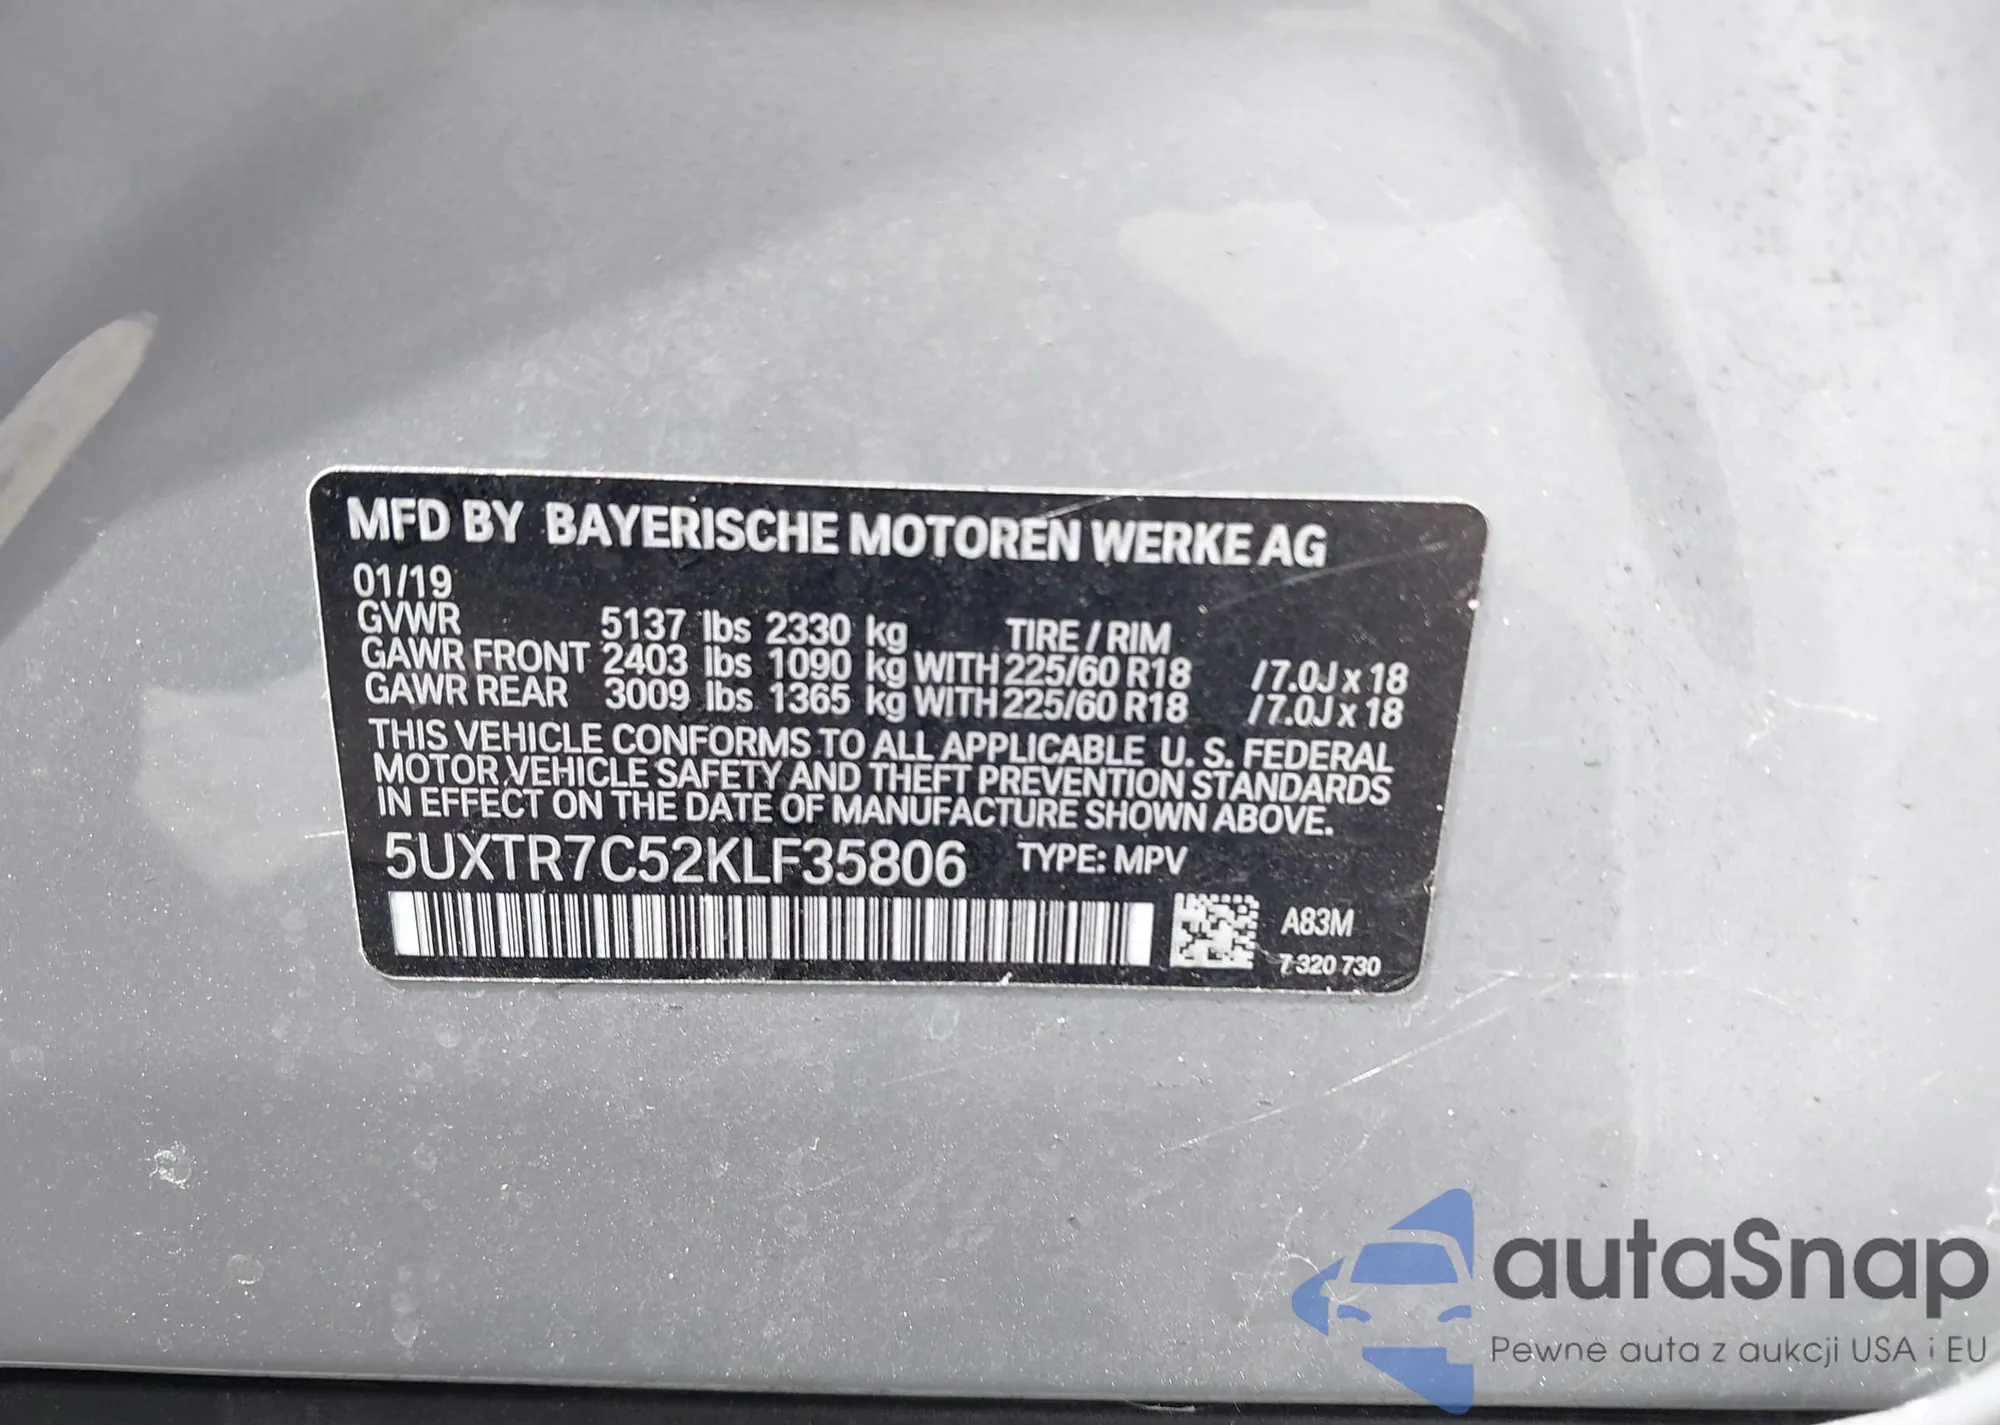 MFD BY BAYERISCHE MOTOREN WERKE AG
01/19
GVWR 5137 lbs 2330 kg TIRE / RIM
GAWR FRONT 2403 lbs 1090 kg WITH 225/60 R18 /7.0J x 18
GAWR REAR 3009 lbs 1365 kg WITH 225/60 R18 /7.0J x 18
THIS VEHICLE CONFORMS TO ALL APPLICABLE U. S. FEDERAL
MOTOR VEHICLE SAFETY AND THEFT PREVENTION STANDARDS
IN EFFECT ON THE DATE OF MANUFACTURE SHOWN ABOVE.
5UXTR7C52KLF35806 TYPE: MPV
A83M
7 320 730
autaSnap
Pewne auta z aukcji USA i EU